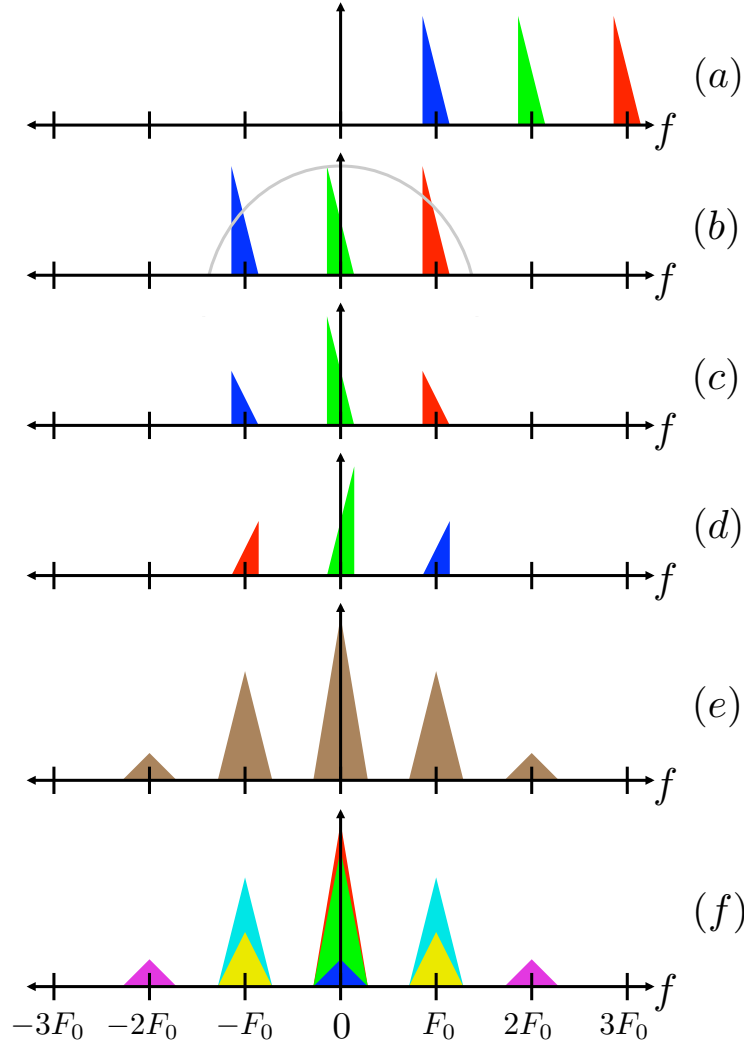 (a)
f
(b)
f
(c)
f
(d)
f
(e)
f
(f)
f
−3F₀ −2F₀ −F₀ 0 F₀ 2F₀ 3F₀